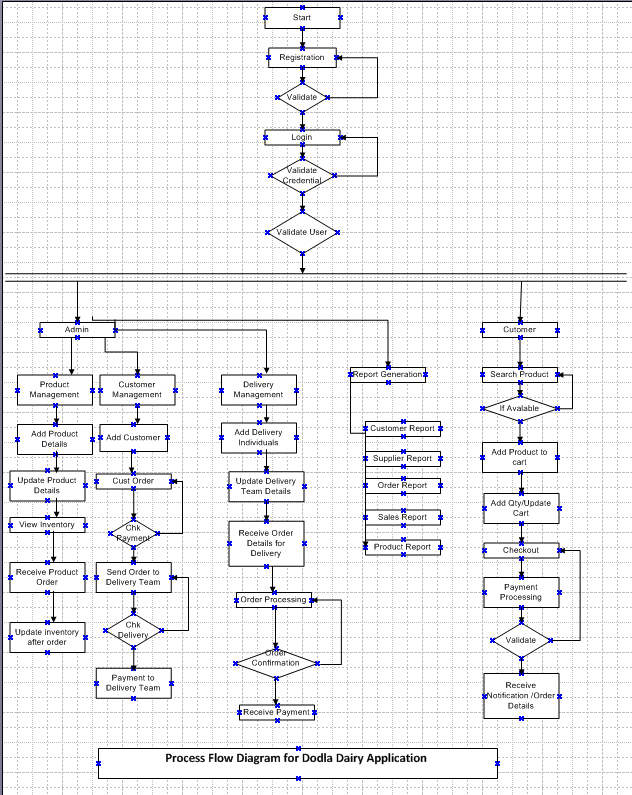 Start
Registration
Validate
Login
Validate
Credential
Validate User
Admin
Cutomer
Product
Management
Customer
Management
Delivery
Management
Report Generation
Search Product
If Avalable
Add Product
Details
Add Customer
Add Delivery
Individuals
Customer Report
Supplier Report
Order Report
Sales Report
Product Report
Add Product to
cart
Update Product
Details
Cust Order
Update Delivery
Team Details
Add Qty/Update
Cart
View Inventory
Chk
Payment
Receive Order
Details for
Delivery
Checkout
Receive Product
Order
Send Order to
Delivery Team
Order Processing
Payment
Processing
Update inventory
after order
Chk
Delivery
Order
Confirmation
Validate
Payment to
Delivery Team
Receive Payment
Receive
Notification /Order
Details
Process Flow Diagram for Dodla Dairy Application